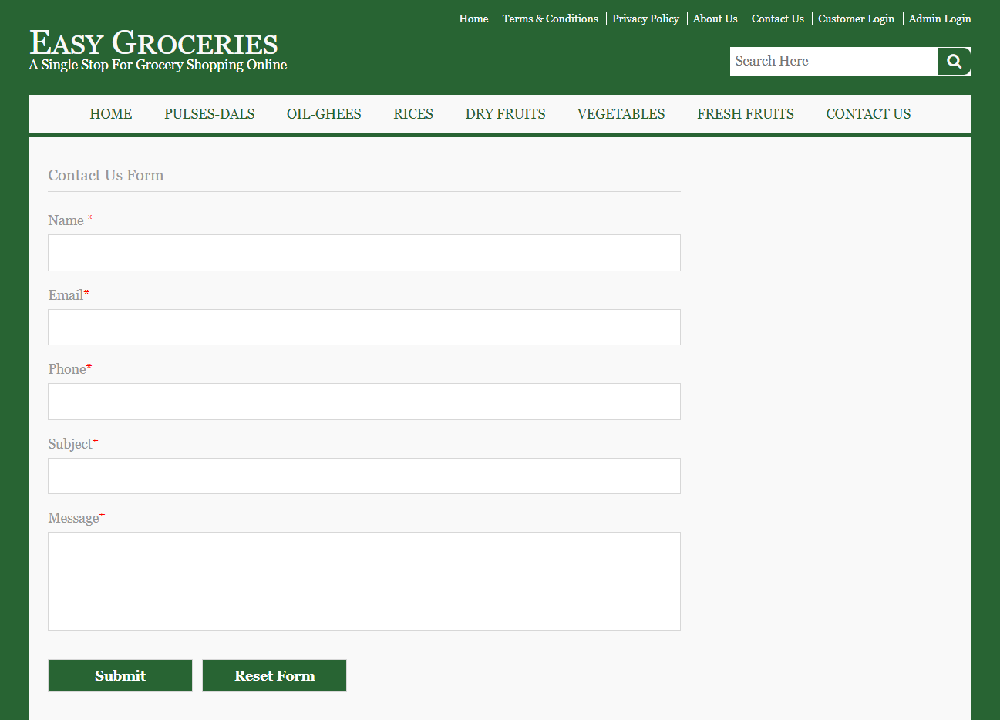 Home
Terms & Conditions
Privacy Policy
About Us
Contact Us
Customer Login
Admin Login
Easy Groceries
A Single Stop For Grocery Shopping Online
Search Here
HOME
PULSES-DALS
OIL-GHEES
RICES
DRY FRUITS
VEGETABLES
FRESH FRUITS
CONTACT US
Contact Us Form
Name *
Email*
Phone*
Subject*
Message*
Submit
Reset Form